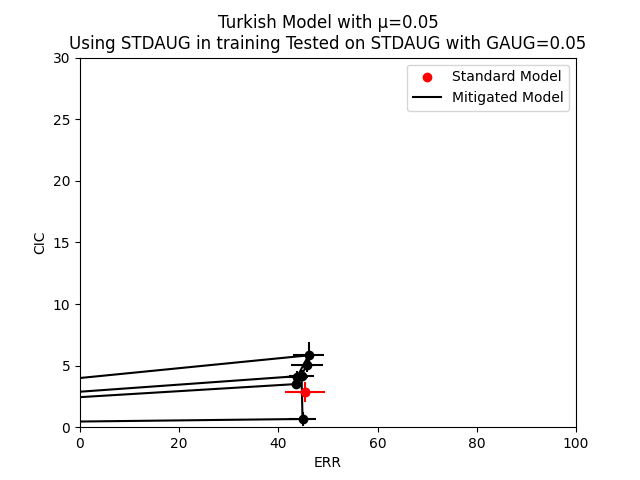 Turkish Model with μ=0.05
Using STDAUG in training Tested on STDAUG with GAUG=0.05
Standard Model
Mitigated Model
CIC
30
25
20
15
10
5
0
0 20 40 60 80 100
ERR